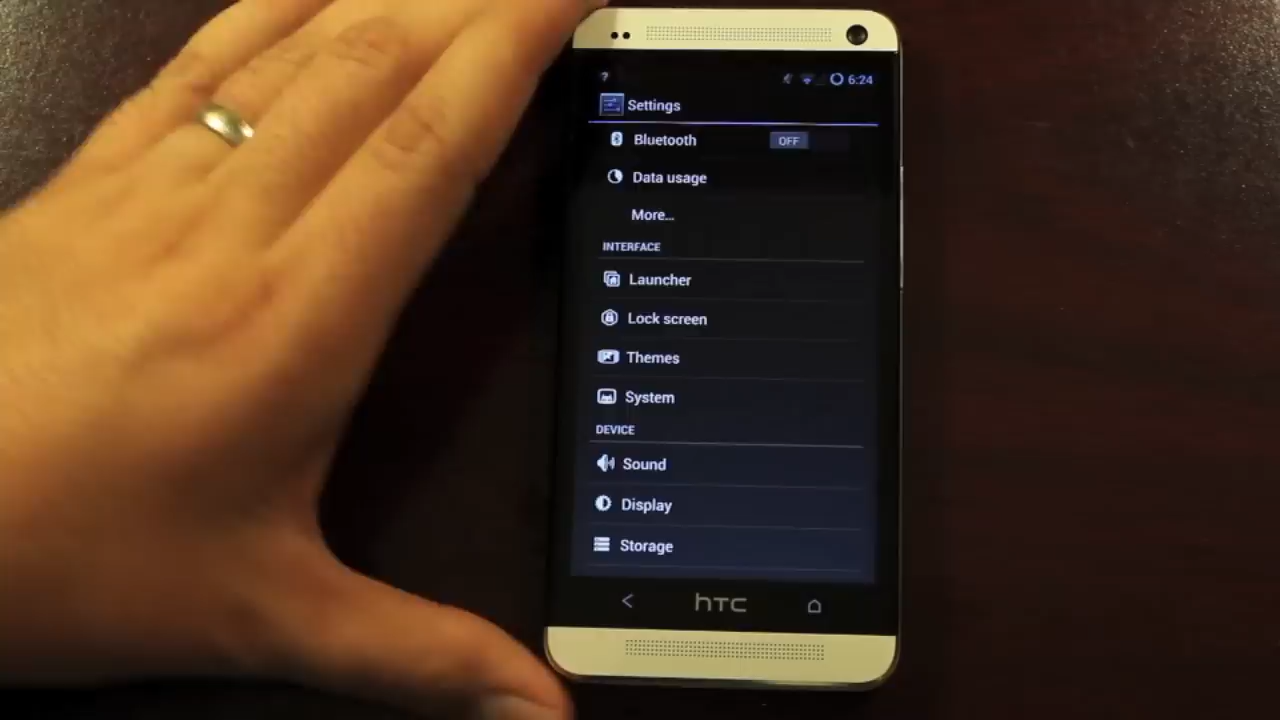 ?
6:24
Settings
Bluetooth OFF
Data usage
More...
INTERFACE
Launcher
Lock screen
Themes
System
DEVICE
Sound
Display
Storage
hTC